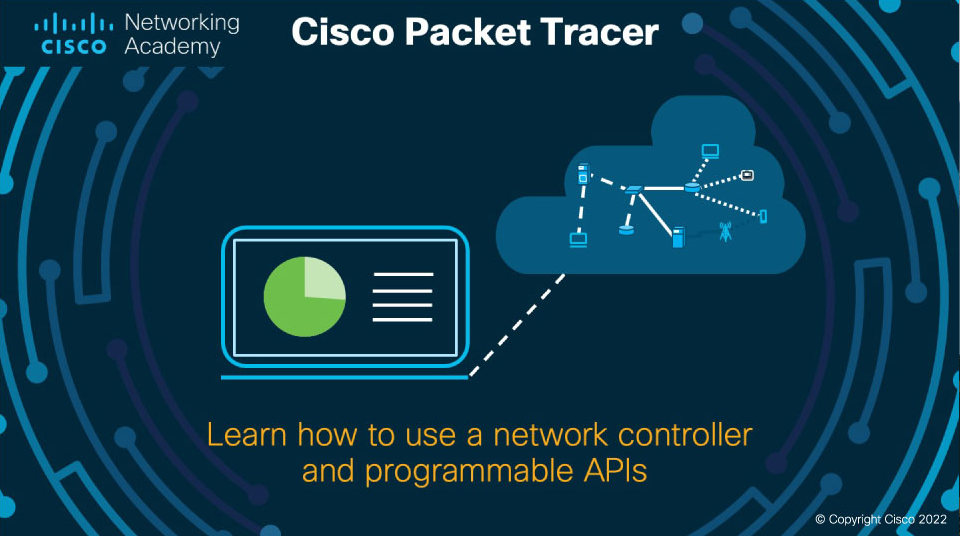 CISCO
Networking
Academy
Cisco Packet Tracer
Learn how to use a network controller
and programmable APIs
© Copyright Cisco 2022